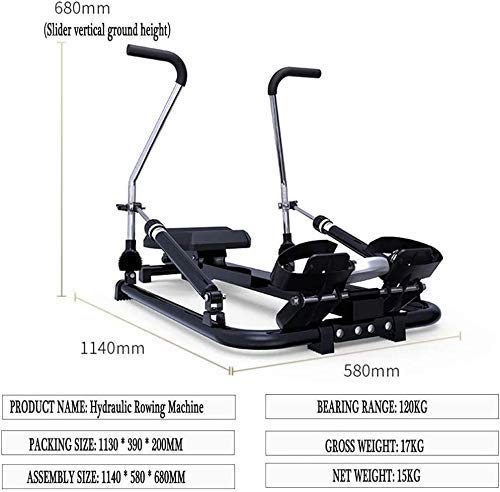 680mm
(Slider vertical ground height)
1140mm
580mm
PRODUCT NAME: Hydraulic Rowing Machine
BEARING RANGE: 120KG
PACKING SIZE: 1130 * 390 * 200MM
GROSS WEIGHT: 17KG
ASSEMBLY SIZE: 1140 * 580 * 680MM
NET WEIGHT: 15KG